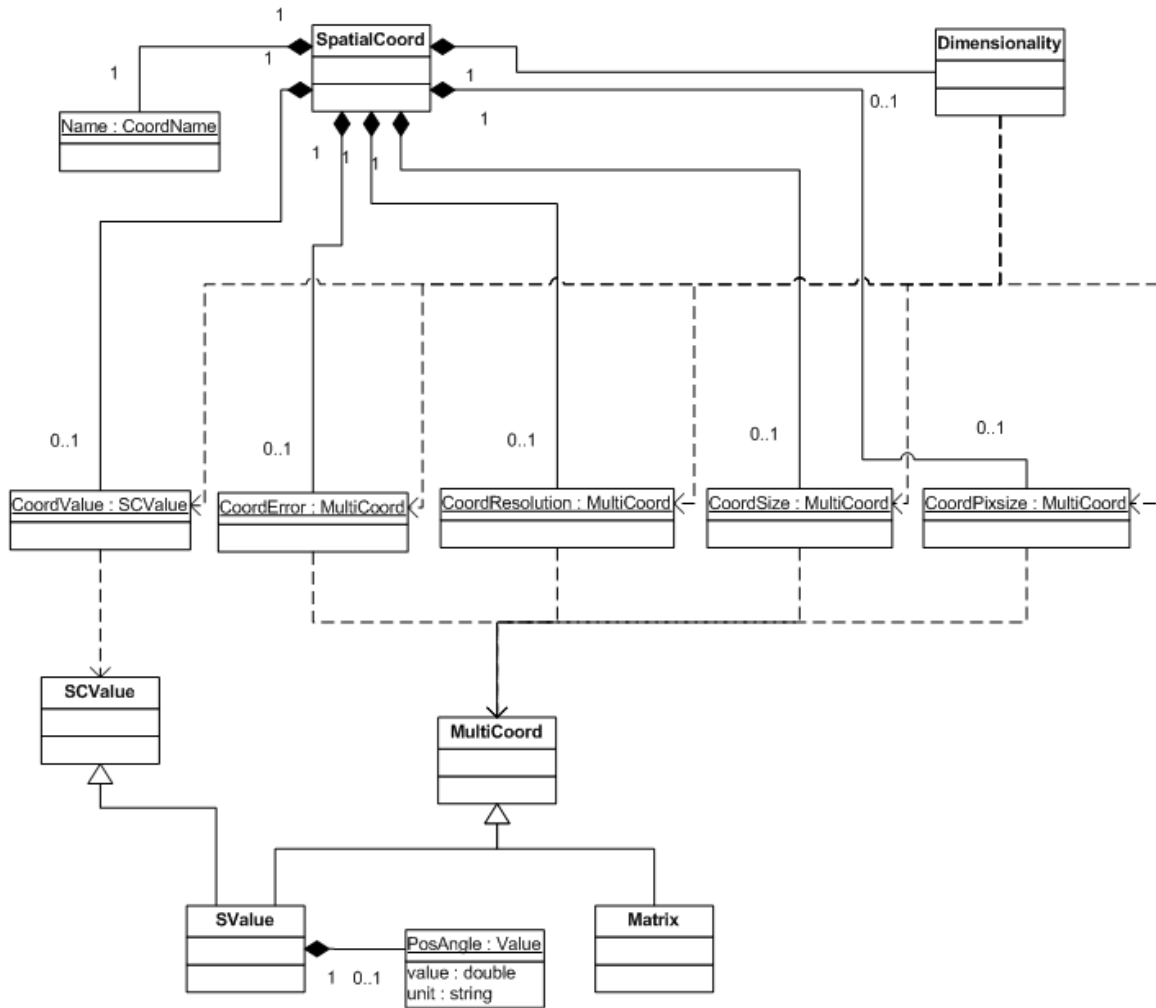 1
SpatialCoord
Dimensionality
1
1
1
1
0..1
Name : CoordName
1
1
1
1
0..1
0..1
0..1
0..1
0..1
CoordValue : SCValue
CoordError : MultiCoord
CoordResolution : MultiCoord
CoordSize : MultiCoord
CoordPixsize : MultiCoord
SCValue
MultiCoord
SValue
Matrix
PosAngle : Value
1
0..1
value : double
unit : string